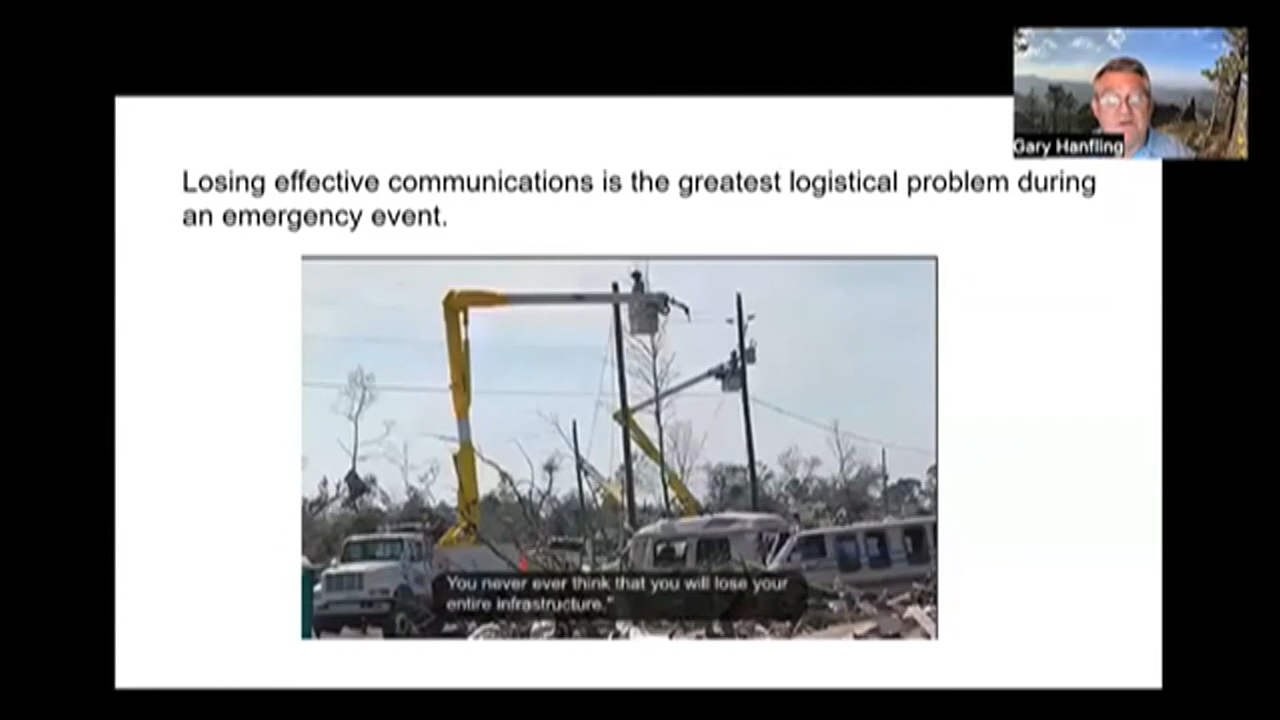 Gary Hanfling
Losing effective communications is the greatest logistical problem during
an emergency event.
You never ever think that you will lose your
entire infrastructure."